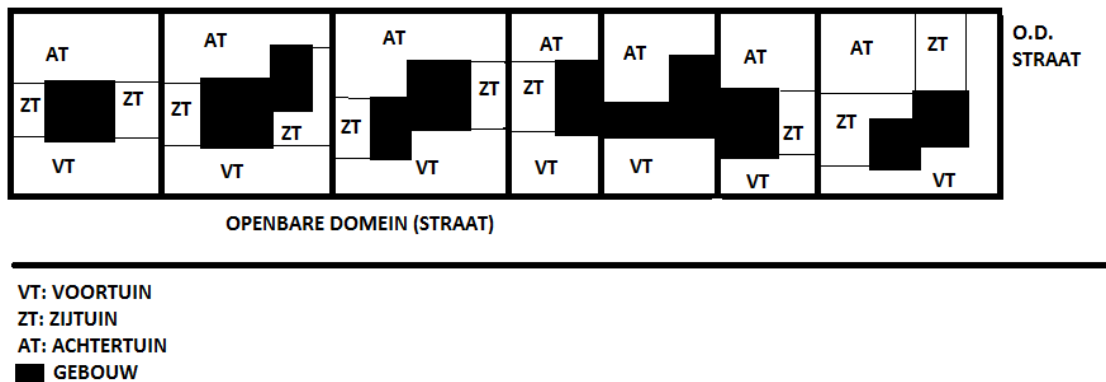 AT AT AT AT AT AT AT ZT O.D.
STRAAT
ZT ZT ZT ZT ZT ZT ZT ZT ZT
VT VT VT VT VT VT VT
OPENBARE DOMEIN (STRAAT)
VT: VOORTUIN
ZT: ZIJTUIN
AT: ACHTERTUIN
GEBOUW